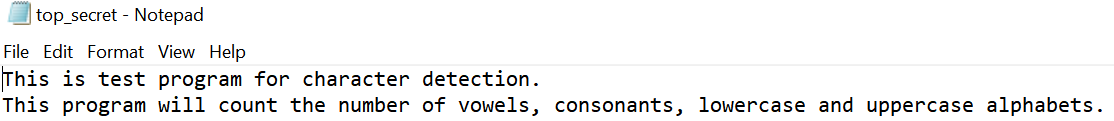 top_secret - Notepad
File Edit Format View Help
This is test program for character detection.
This program will count the number of vowels, consonants, lowercase and uppercase alphabets.